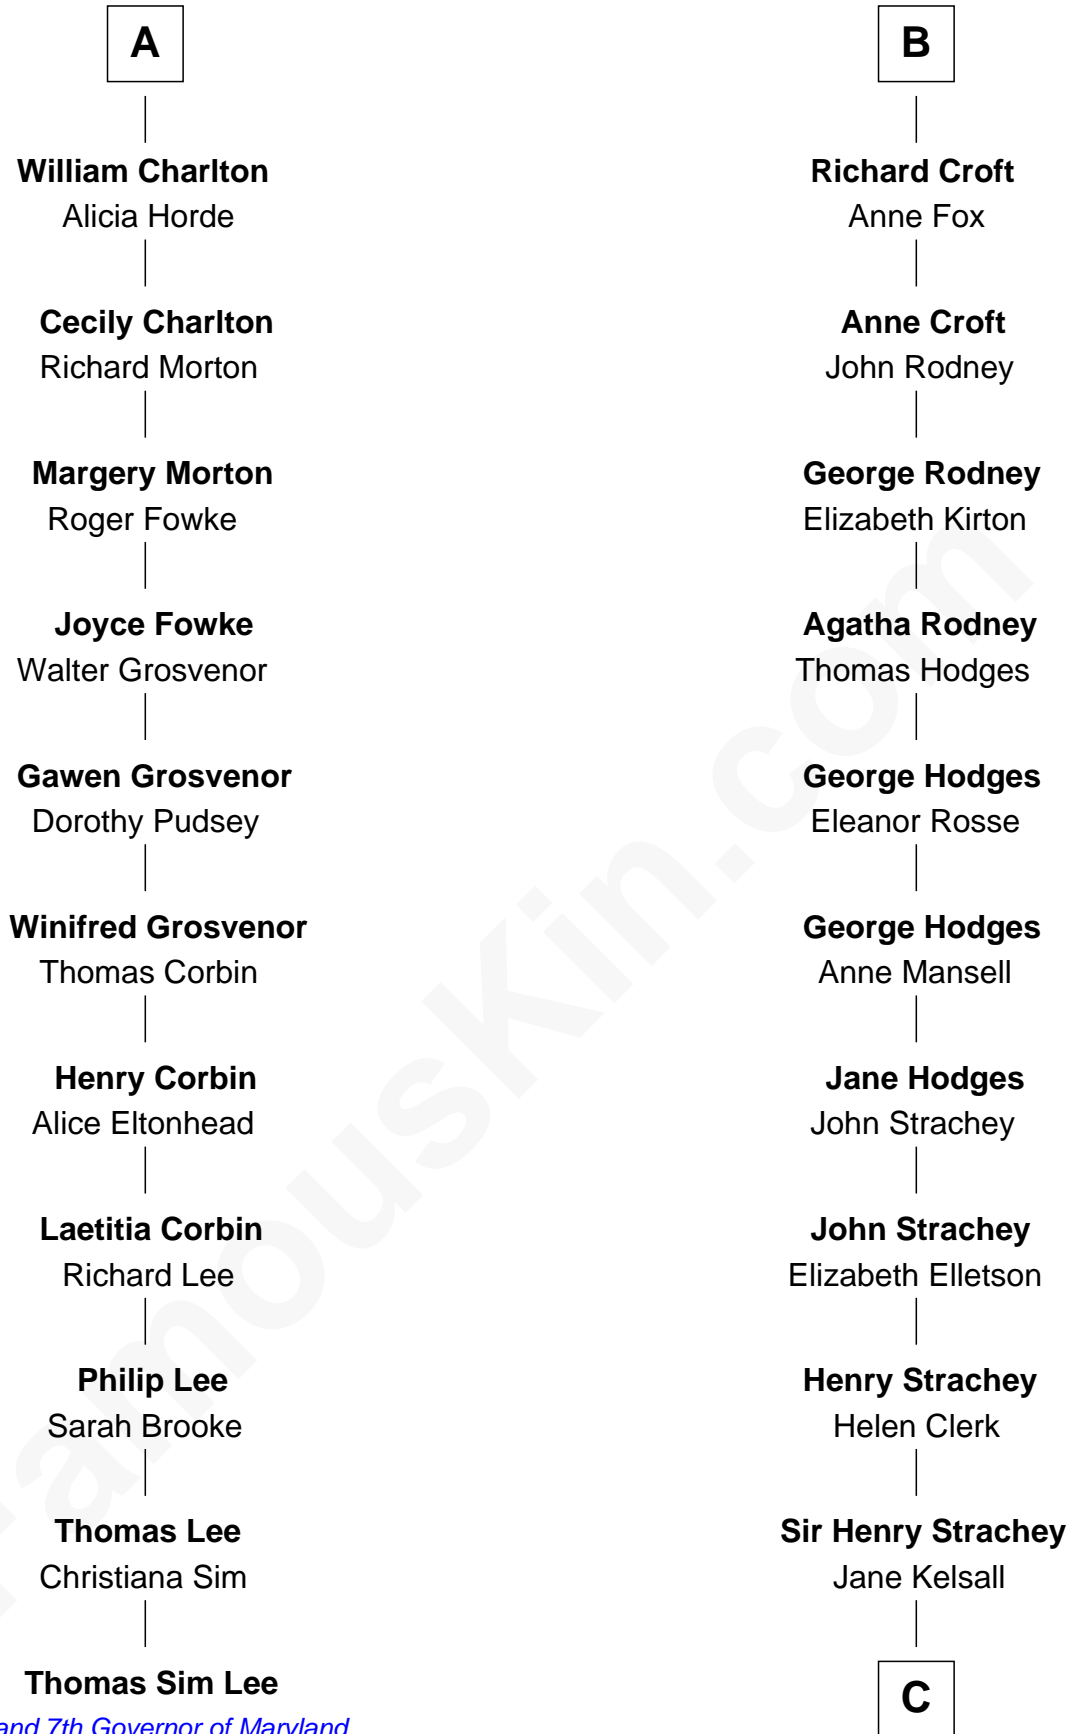 A
William Charlton
Alicia Horde
Cecily Charlton
Richard Morton
Margery Morton
Roger Fowke
Joyce Fowke
Walter Grosvenor
Gawen Grosvenor
Dorothy Pudsey
Winifred Grosvenor
Thomas Corbin
Henry Corbin
Alice Eltonhead
Laetitia Corbin
Richard Lee
Philip Lee
Sarah Brooke
Thomas Lee
Christiana Sim
Thomas Sim Lee
and 7th Governor of Maryland
B
Richard Croft
Anne Fox
Anne Croft
John Rodney
George Rodney
Elizabeth Kirton
Agatha Rodney
Thomas Hodges
George Hodges
Eleanor Rosse
George Hodges
Anne Mansell
Jane Hodges
John Strachey
John Strachey
Elizabeth Elletson
Henry Strachey
Helen Clerk
Sir Henry Strachey
Jane Kelsall
C
FamousKin.com